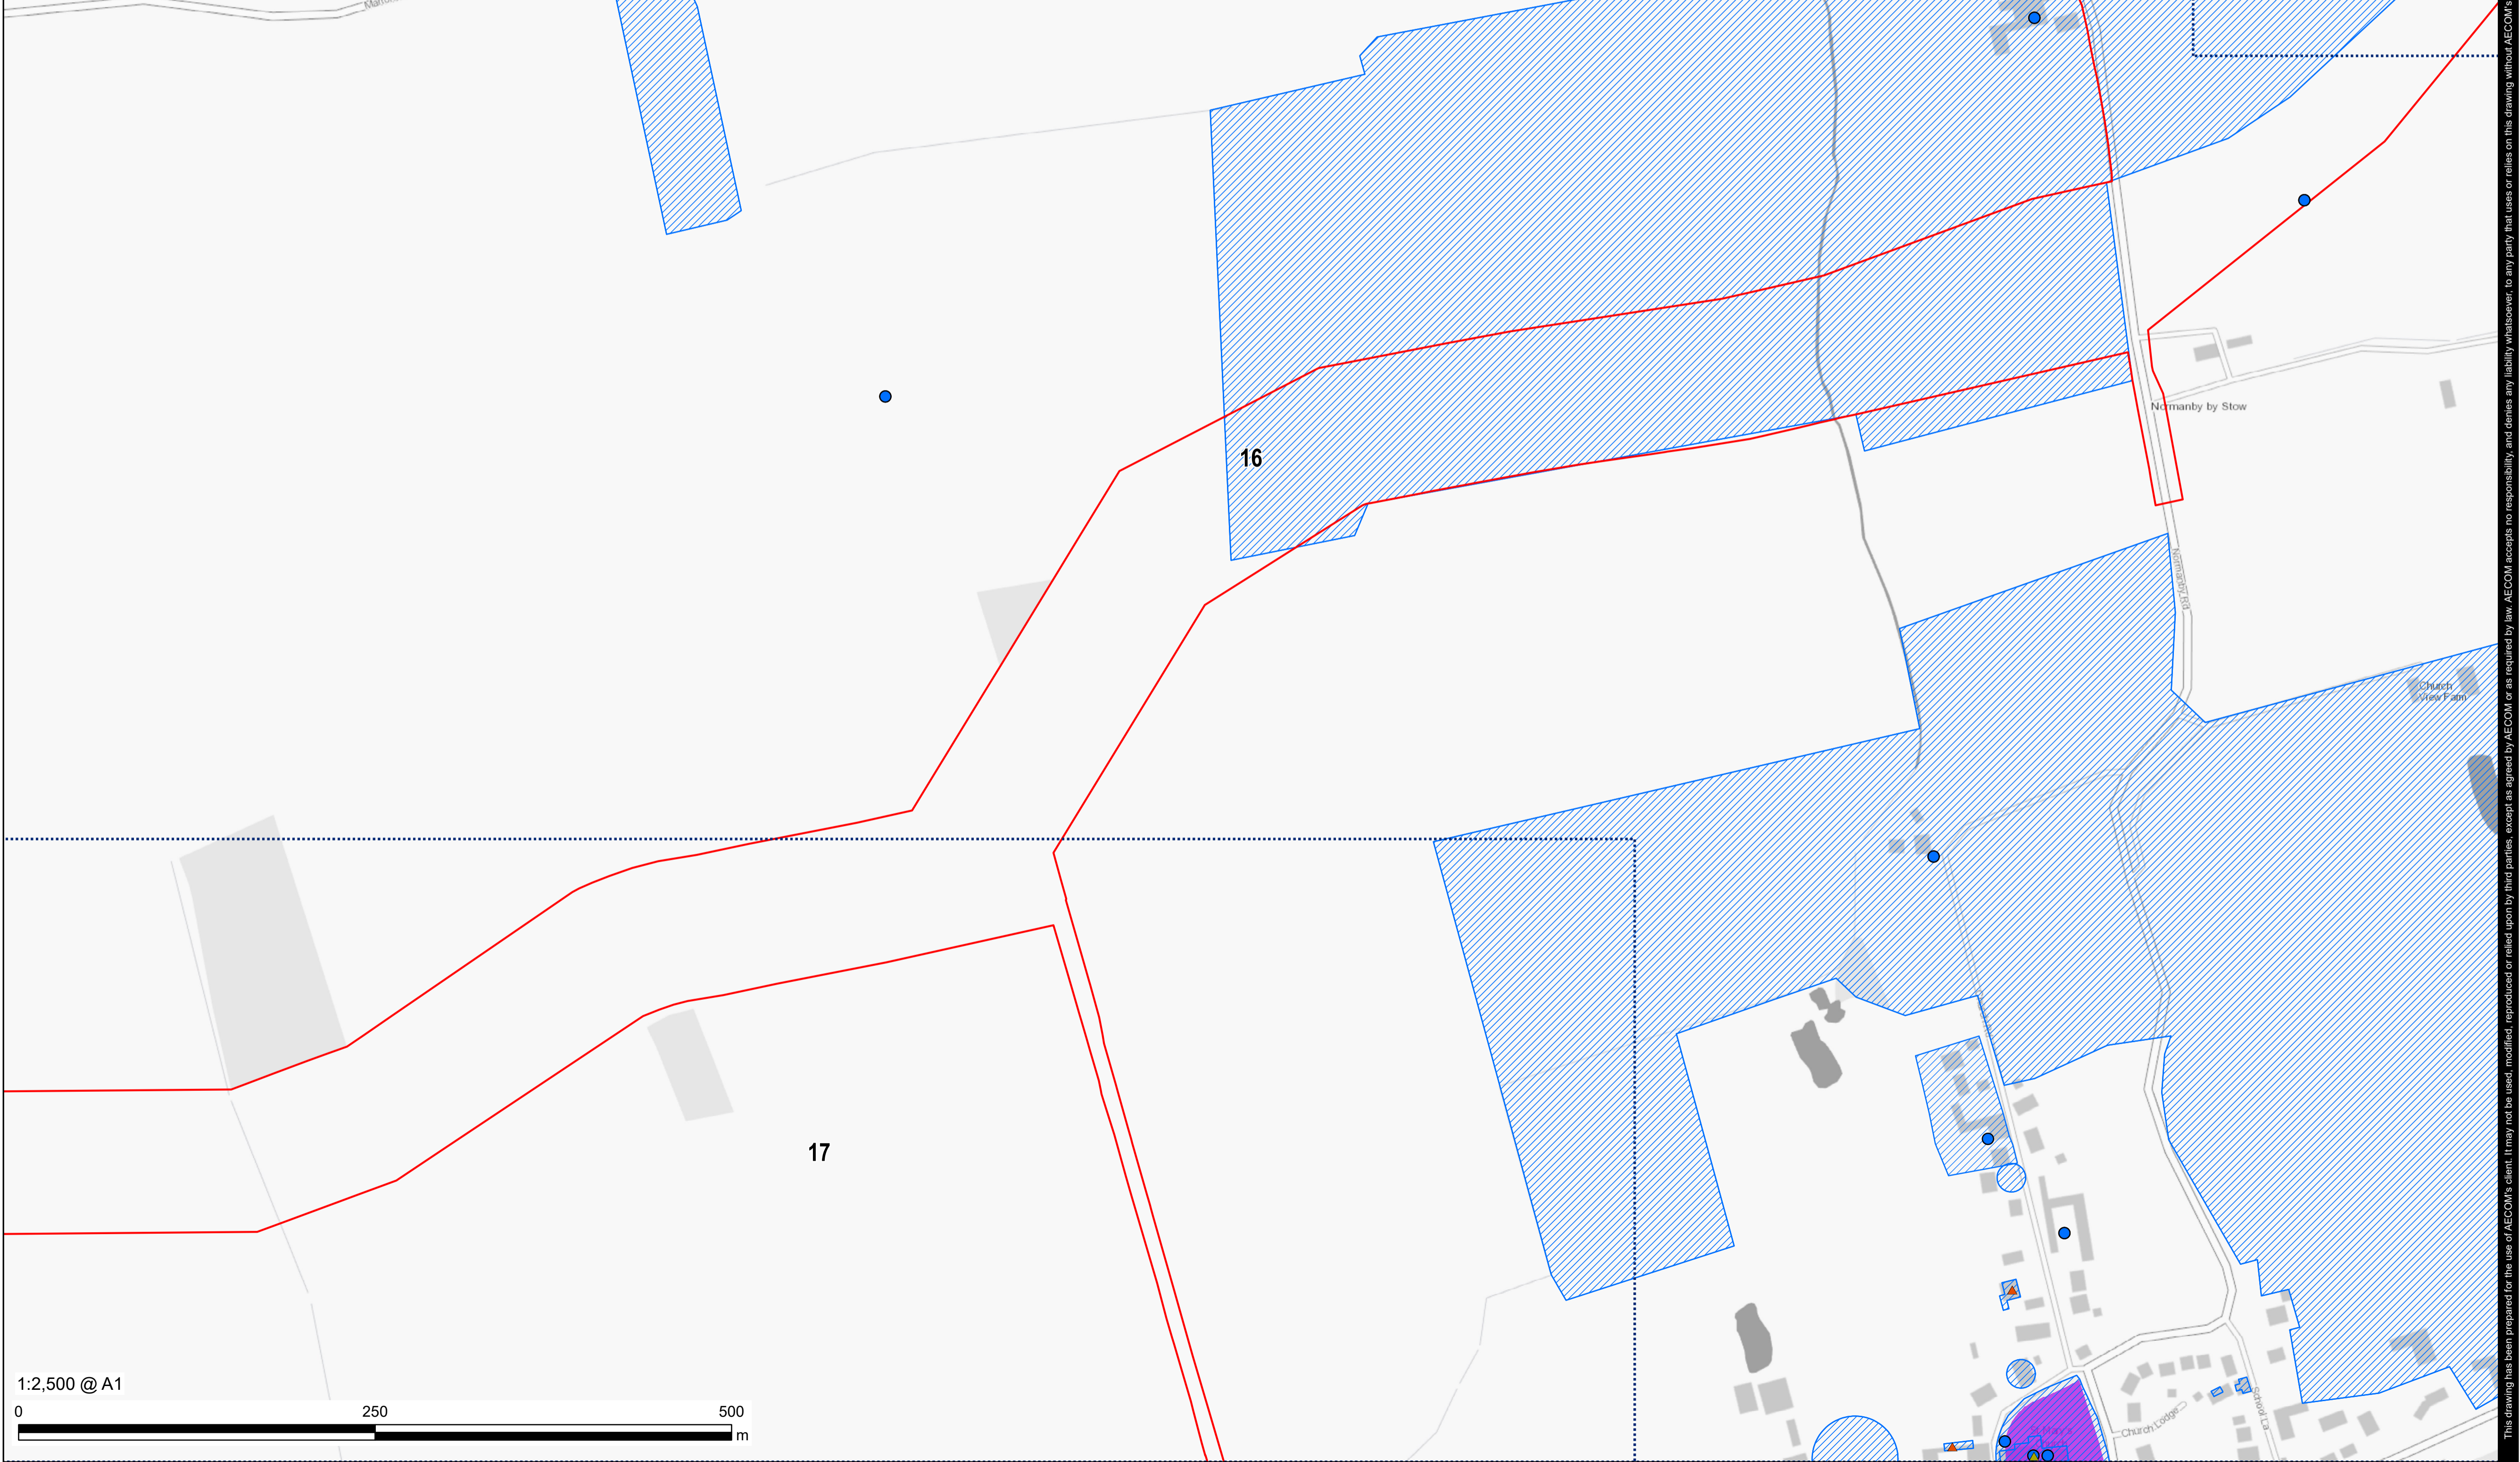 16
Normanby by Stow
Normanby Rd
Church
View Farm
17
1:2,500 @ A1
0 250 500
m
Church Lodge
School La
St Mary's
This drawing has been prepared for the use of AECOM's client. It may not be used, modified, reproduced or relied upon by third parties, except as agreed by AECOM or as required by law. AECOM accepts no responsibility, and denies any liability whatsoever, to any party that uses or relies on this drawing without AECOM's